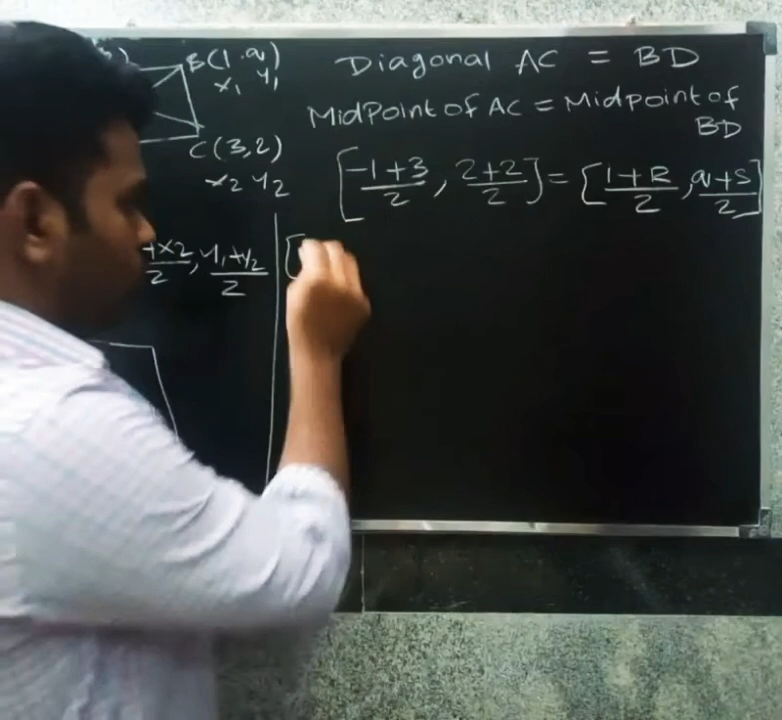 B(1,a)
x1 y1
C(3,2)
x2 y2
+x2/2, y1+y2/2
Diagonal AC = BD
MidPoint of AC = Midpoint of
BD
[-1+3/2, 2+2/2] = [1+R/2, a+S/2]
[